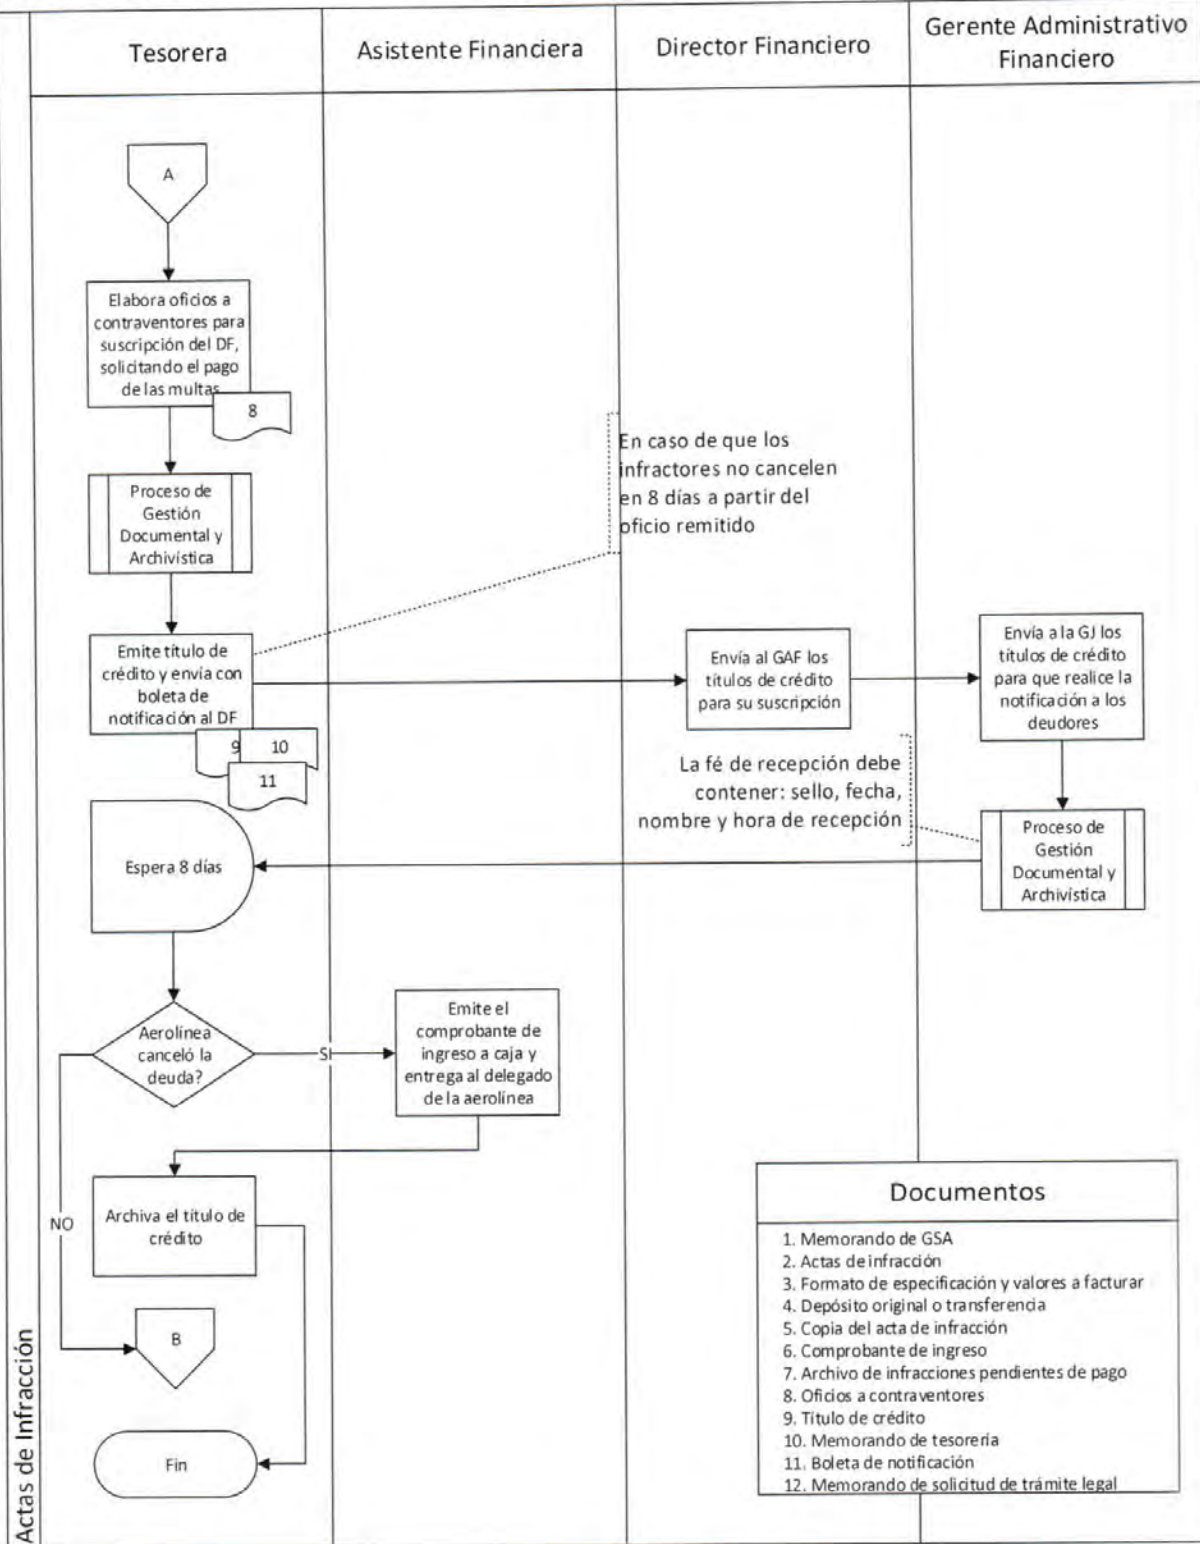 Tesorera
Asistente Financiera
Director Financiero
Gerente Administrativo
Financiero
Actas de Infracción
A
Elabora oficios a
contraventores para
suscripción del DF,
solicitando el pago
de las multas
8
Proceso de
Gestión
Documental y
Archivística
En caso de que los
infractores no cancelen
en 8 días a partir del
oficio remitido
Emite título de
crédito y envía con
boleta de
notificación al DF
9
10
11
Envía al GAF los
títulos de crédito
para su suscripción
Envía a la GJ los
títulos de crédito
para que realice la
notificación a los
deudores
La fé de recepción debe
contener: sello, fecha,
nombre y hora de recepción
Proceso de
Gestión
Documental y
Archivística
Espera 8 días
Aerolínea
canceló la
deuda?
SI
Emite el
comprobante de
ingreso a caja y
entrega al delegado
de la aerolínea
NO
Archiva el título de
crédito
B
Fin
Documentos
1. Memorando de GSA
2. Actas de infracción
3. Formato de especificación y valores a facturar
4. Depósito original o transferencia
5. Copia del acta de infracción
6. Comprobante de ingreso
7. Archivo de infracciones pendientes de pago
8. Oficios a contraventores
9. Título de crédito
10. Memorando de tesorería
11. Boleta de notificación
12. Memorando de solicitud de trámite legal